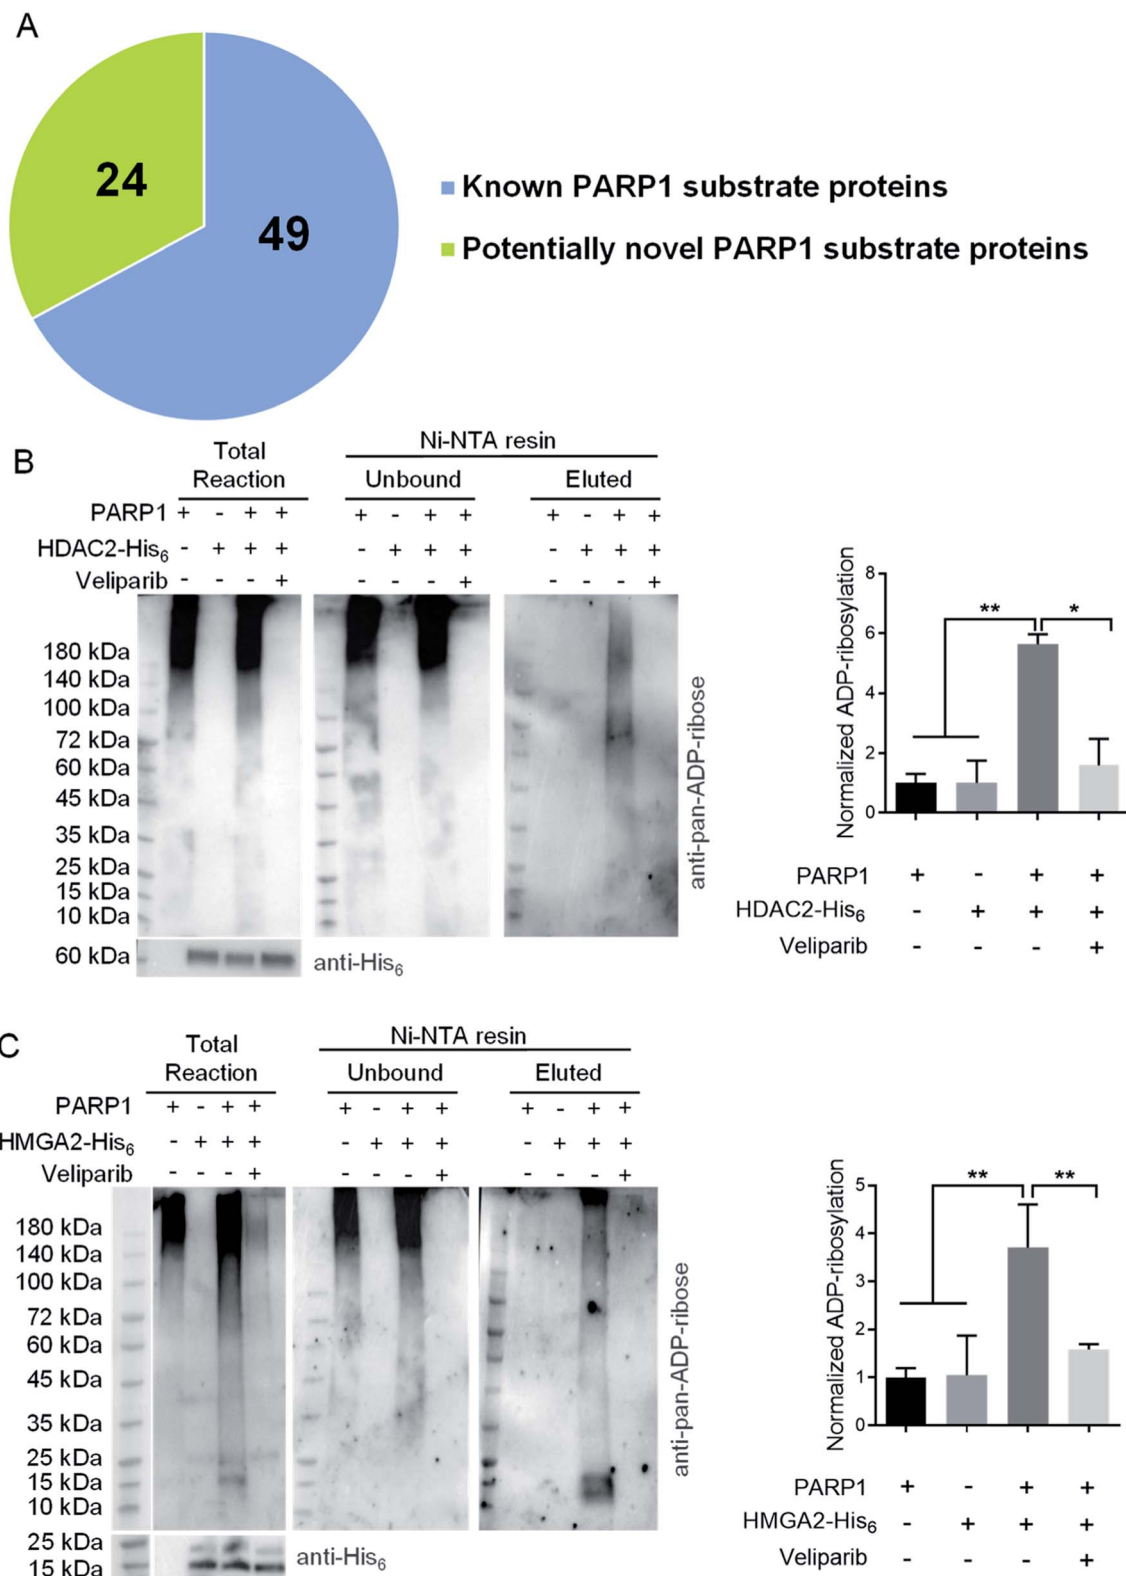 A
24
49
Known PARP1 substrate proteins
Potentially novel PARP1 substrate proteins
B
Total
Reaction
Ni-NTA resin
Unbound
Eluted
PARP1 + - + + + - + + + - + +
HDAC2-His6 - + + + - + + + - + + +
Veliparib - - - + - - - + - - - +
180 kDa
140 kDa
100 kDa
72 kDa
60 kDa
45 kDa
35 kDa
25 kDa
15 kDa
10 kDa
60 kDa
anti-His6
anti-pan-ADP-ribose
Normalized ADP-ribosylation
8
6
4
2
0
** *
PARP1 + - + +
HDAC2-His6 - + + +
Veliparib - - - +
C
Total
Reaction
Ni-NTA resin
Unbound
Eluted
PARP1 + - + + + - + + + - + +
HMGA2-His6 - + + + - + + + - + + +
Veliparib - - - + - - - + - - - +
180 kDa
140 kDa
100 kDa
72 kDa
60 kDa
45 kDa
35 kDa
25 kDa
15 kDa
10 kDa
25 kDa
15 kDa
anti-His6
anti-pan-ADP-ribose
Normalized ADP-ribosylation
5
4
3
2
1
0
** **
PARP1 + - + +
HMGA2-His6 - + + +
Veliparib - - - +